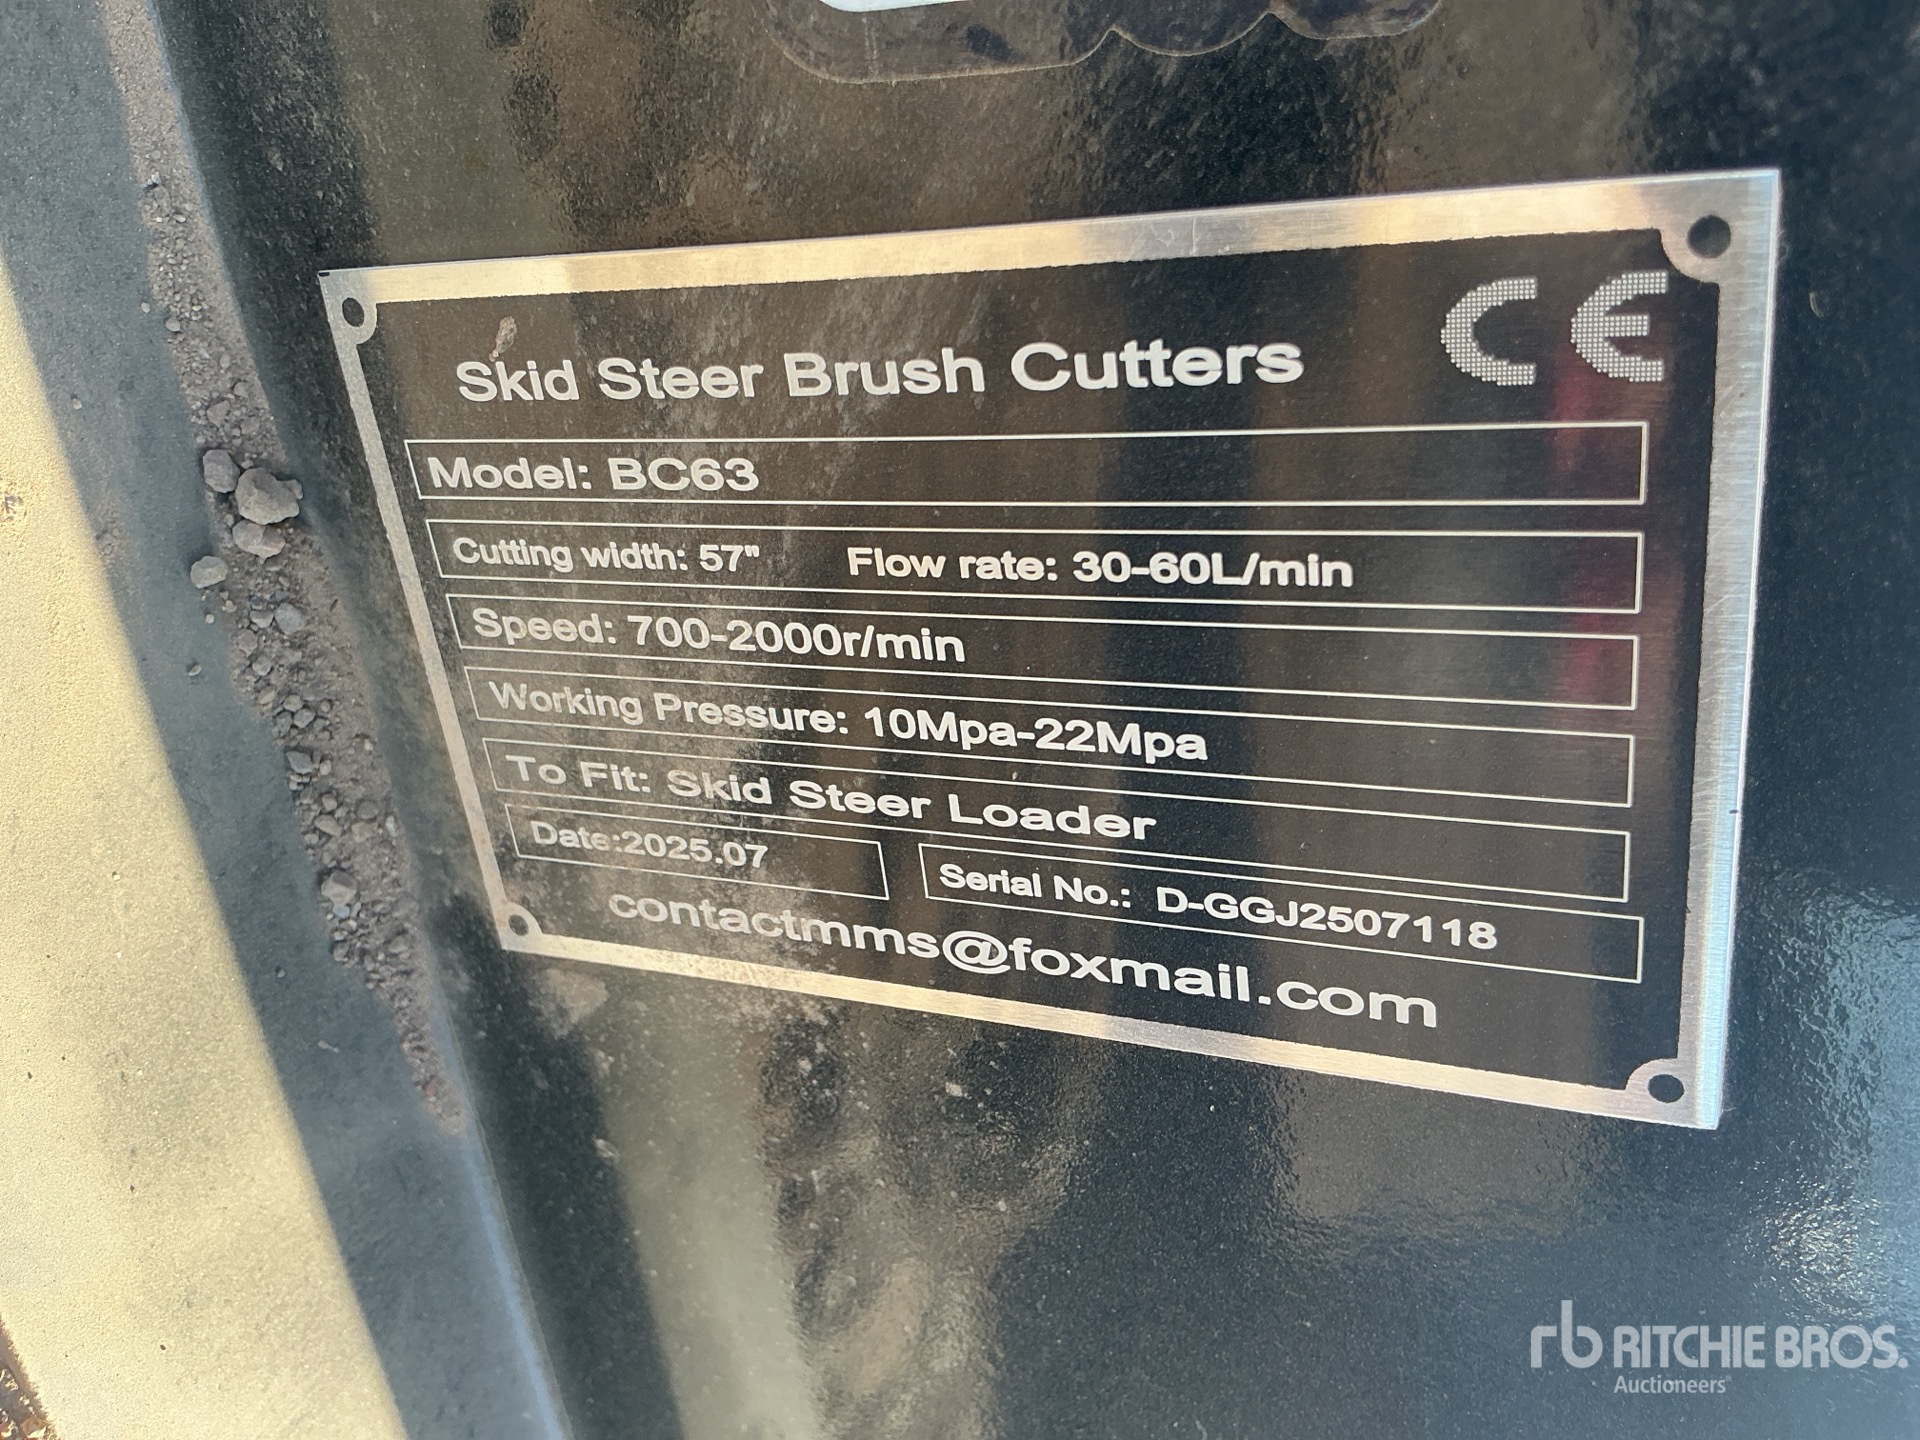 Skid Steer Brush Cutters CE
Model: BC63
Cutting width: 57" Flow rate: 30-60L/min
Speed: 700-2000r/min
Working Pressure: 10Mpa-22Mpa
To Fit: Skid Steer Loader
Date:2025.07 Serial No.: D-GGJ2507118
contactmms@foxmail.com
rb RITCHIE BROS.
Auctioneers